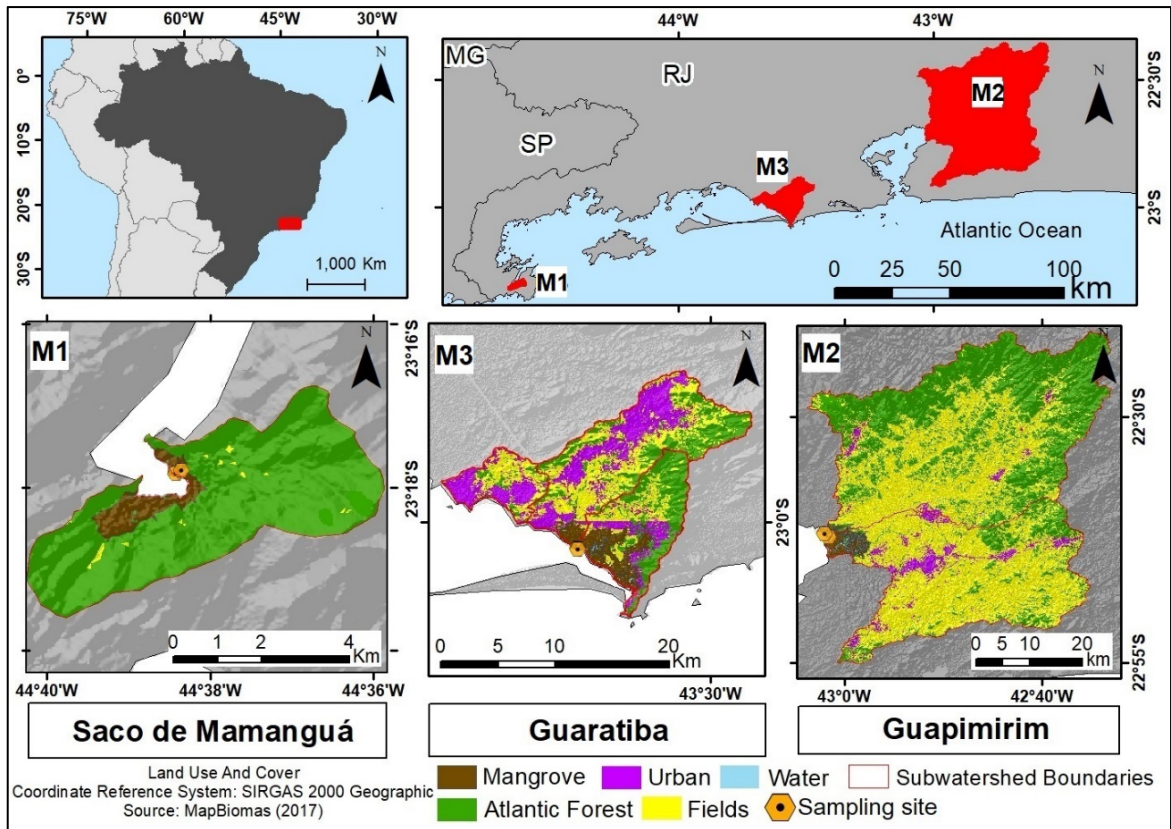 75°W 60°W 45°W 30°W
44°W 43°W
N
0°
10°S
20°S
30°S
1,000 Km
MG
RJ
SP
M2
M3
M1
N
22°30'S
23°S
Atlantic Ocean
0 25 50 100
km
M1
N
23°16'S
23°18'S
0 1 2 4
Km
44°40'W 44°38'W 44°36'W
M3
N
23°0'S
0 5 10 20
Km
43°30'W
M2
N
22°30'S
22°55'S
0 5 10 20
Km
43°0'W 42°40'W
Saco de Mamanguá
Guaratiba
Guapimirim
Land Use And Cover
Coordinate Reference System: SIRGAS 2000 Geographic
Source: MapBiomas (2017)
Mangrove Urban Water Subwatershed Boundaries
Atlantic Forest Fields Sampling site